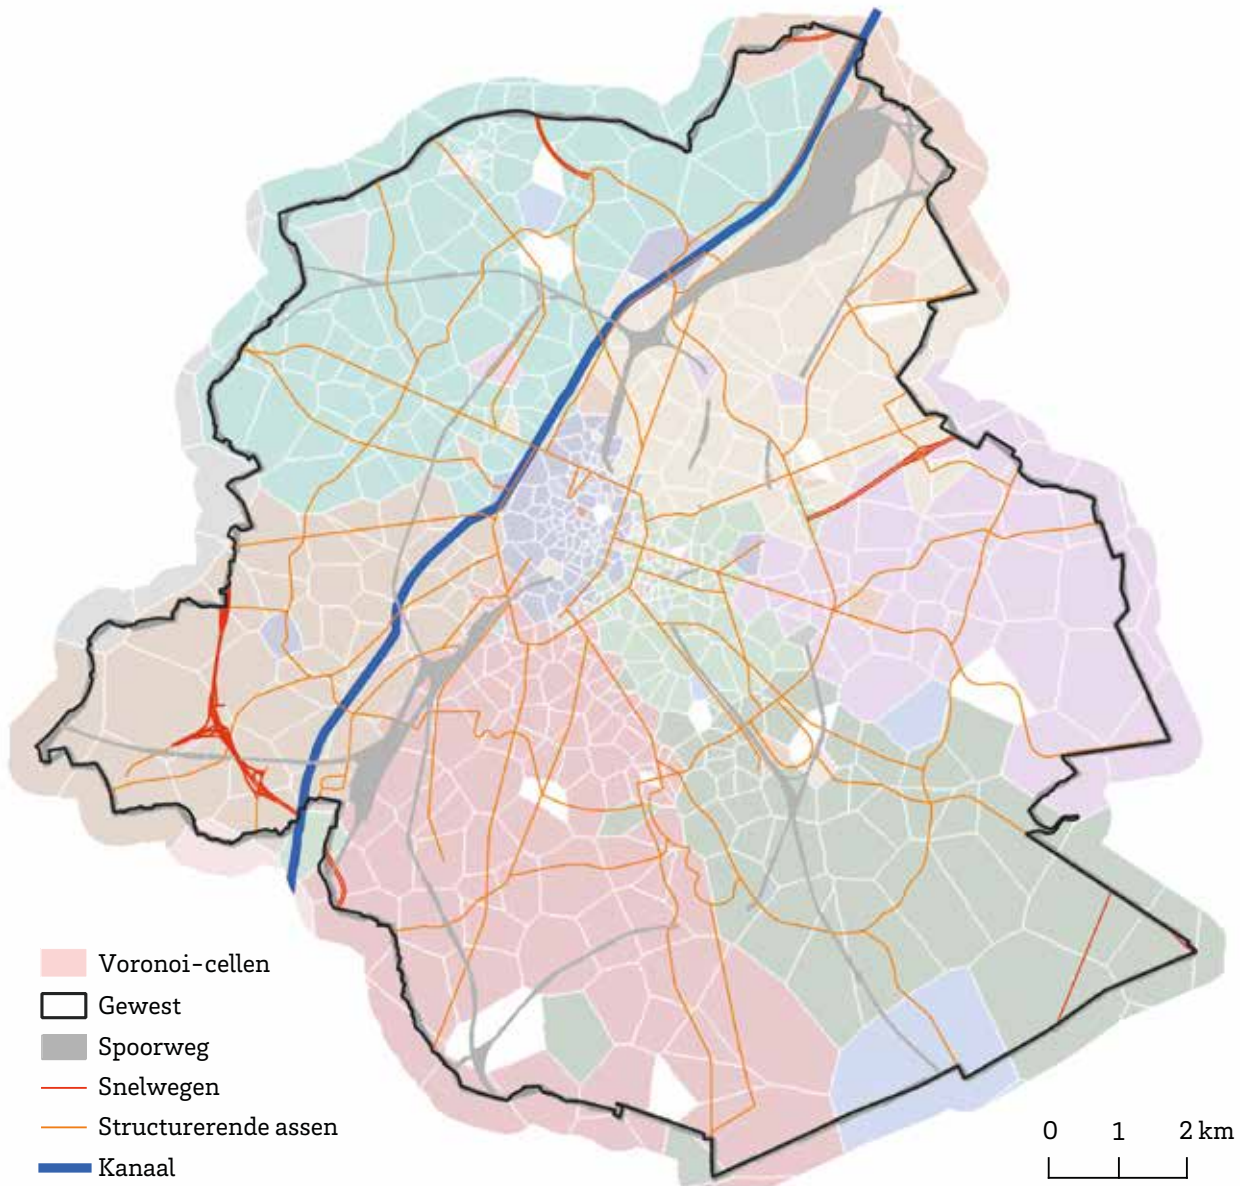 Voronoi-cellen
Gewest
Spoorweg
Snelwegen
Structurerende assen
Kanaal
0 1 2 km